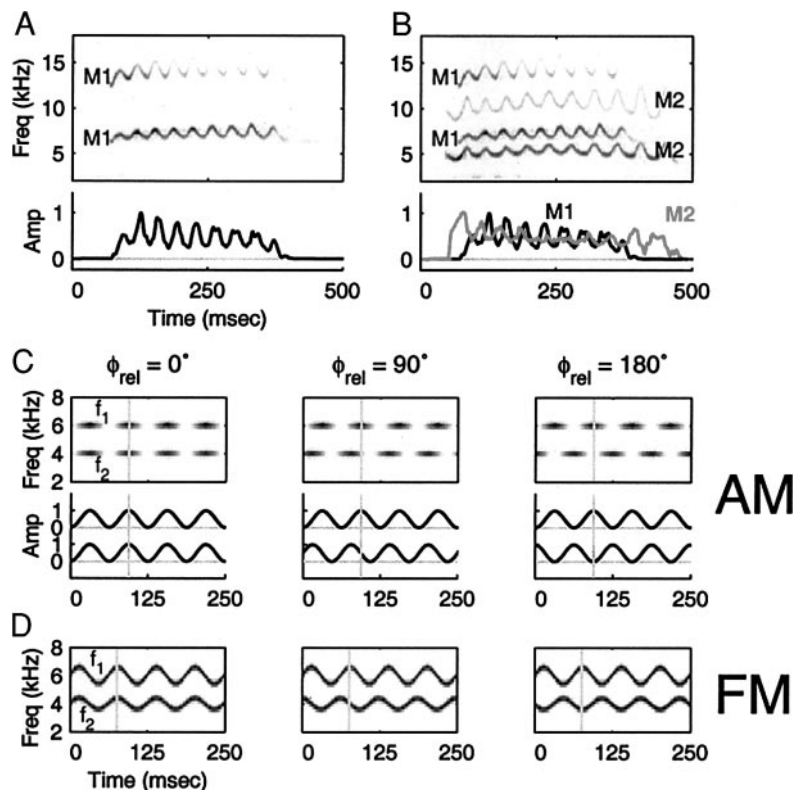 A
B
Freq (kHz)
15
10
5
M1
M1
15
10
5
M1
M2
M1
M2
Amp
1
0
1
0
M1
M2
0 250 500
0 250 500
Time (msec)
C
ϕrel = 0°
ϕrel = 90°
ϕrel = 180°
Freq (kHz)
8
6
4
2
f1
f2
AM
Amp
1
0
1
0
0 125 250
0 125 250
0 125 250
D
Freq (kHz)
8
6
4
2
f1
f2
FM
0 125 250
0 125 250
0 125 250
Time (msec)